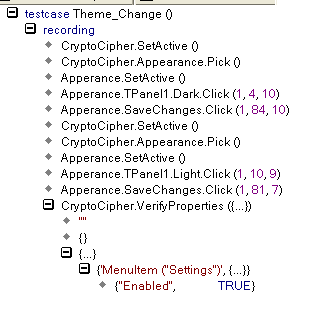 testcase Theme_Change ()
recording
CryptoCipher.SetActive ()
CryptoCipher.Appearance.Pick ()
Apperance.SetActive ()
Apperance.TPanel1.Dark.Click (1, 4, 10)
Apperance.SaveChanges.Click (1, 84, 10)
CryptoCipher.SetActive ()
CryptoCipher.Appearance.Pick ()
Apperance.SetActive ()
Apperance.TPanel1.Light.Click (1, 10, 9)
Apperance.SaveChanges.Click (1, 81, 7)
CryptoCipher.VerifyProperties ({...})
""
{}
{...}
{'MenuItem ("Settings")', {...}}
{"Enabled", TRUE}